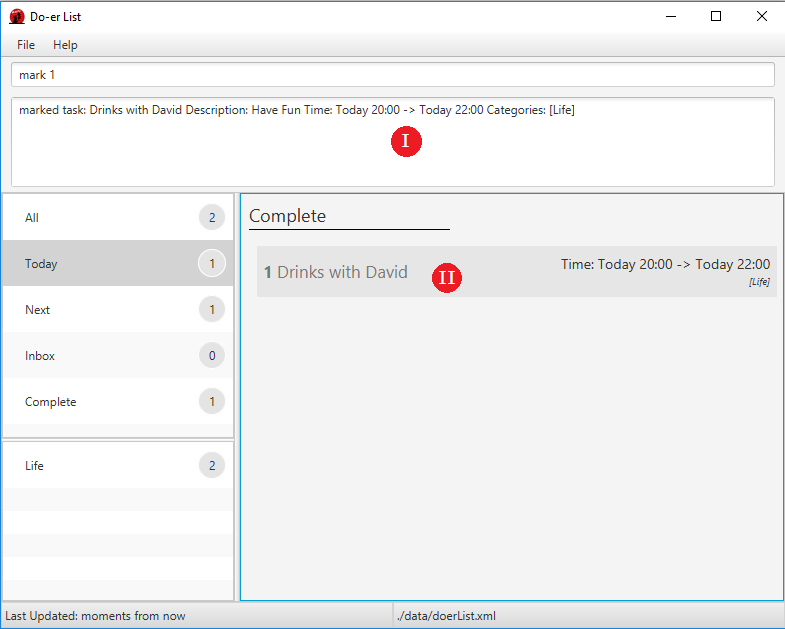 Do-er List
File Help
mark 1
marked task: Drinks with David Description: Have Fun Time: Today 20:00 -> Today 22:00 Categories: [Life]
I
All 2
Today 1
Next 1
Inbox 0
Complete 1
Life 2
Complete
1 Drinks with David
II
Time: Today 20:00 -> Today 22:00
[Life]
Last Updated: moments from now
./data/doerList.xml